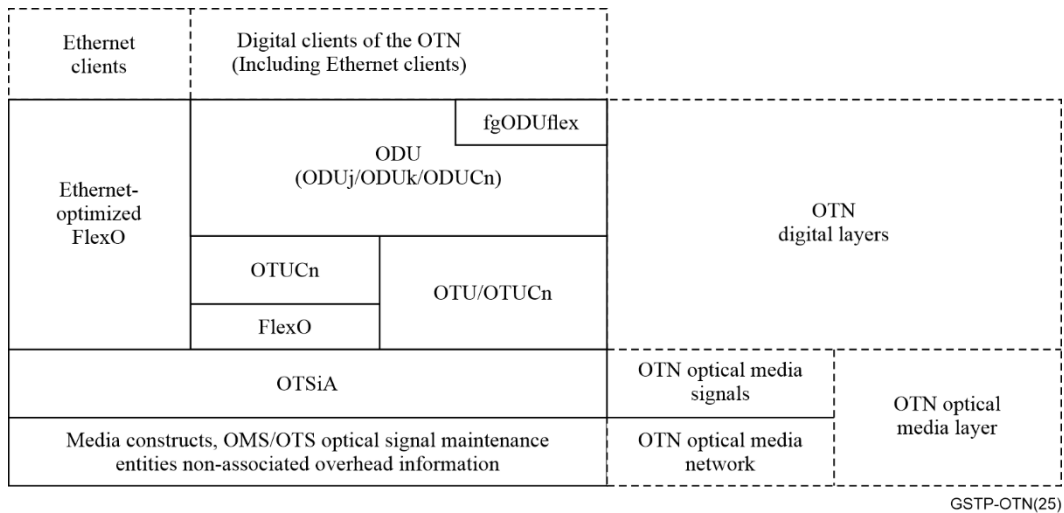 Ethernet
clients
Digital clients of the OTN
(Including Ethernet clients)
fgODUflex
ODU
(ODUj/ODUk/ODUCn)
Ethernet-
optimized
FlexO
OTN
digital layers
OTUCn
OTU/OTUCn
FlexO
OTSiA
OTN optical media
signals
OTN optical
media layer
Media constructs, OMS/OTS optical signal maintenance
entities non-associated overhead information
OTN optical media
network
GSTP-OTN(25)